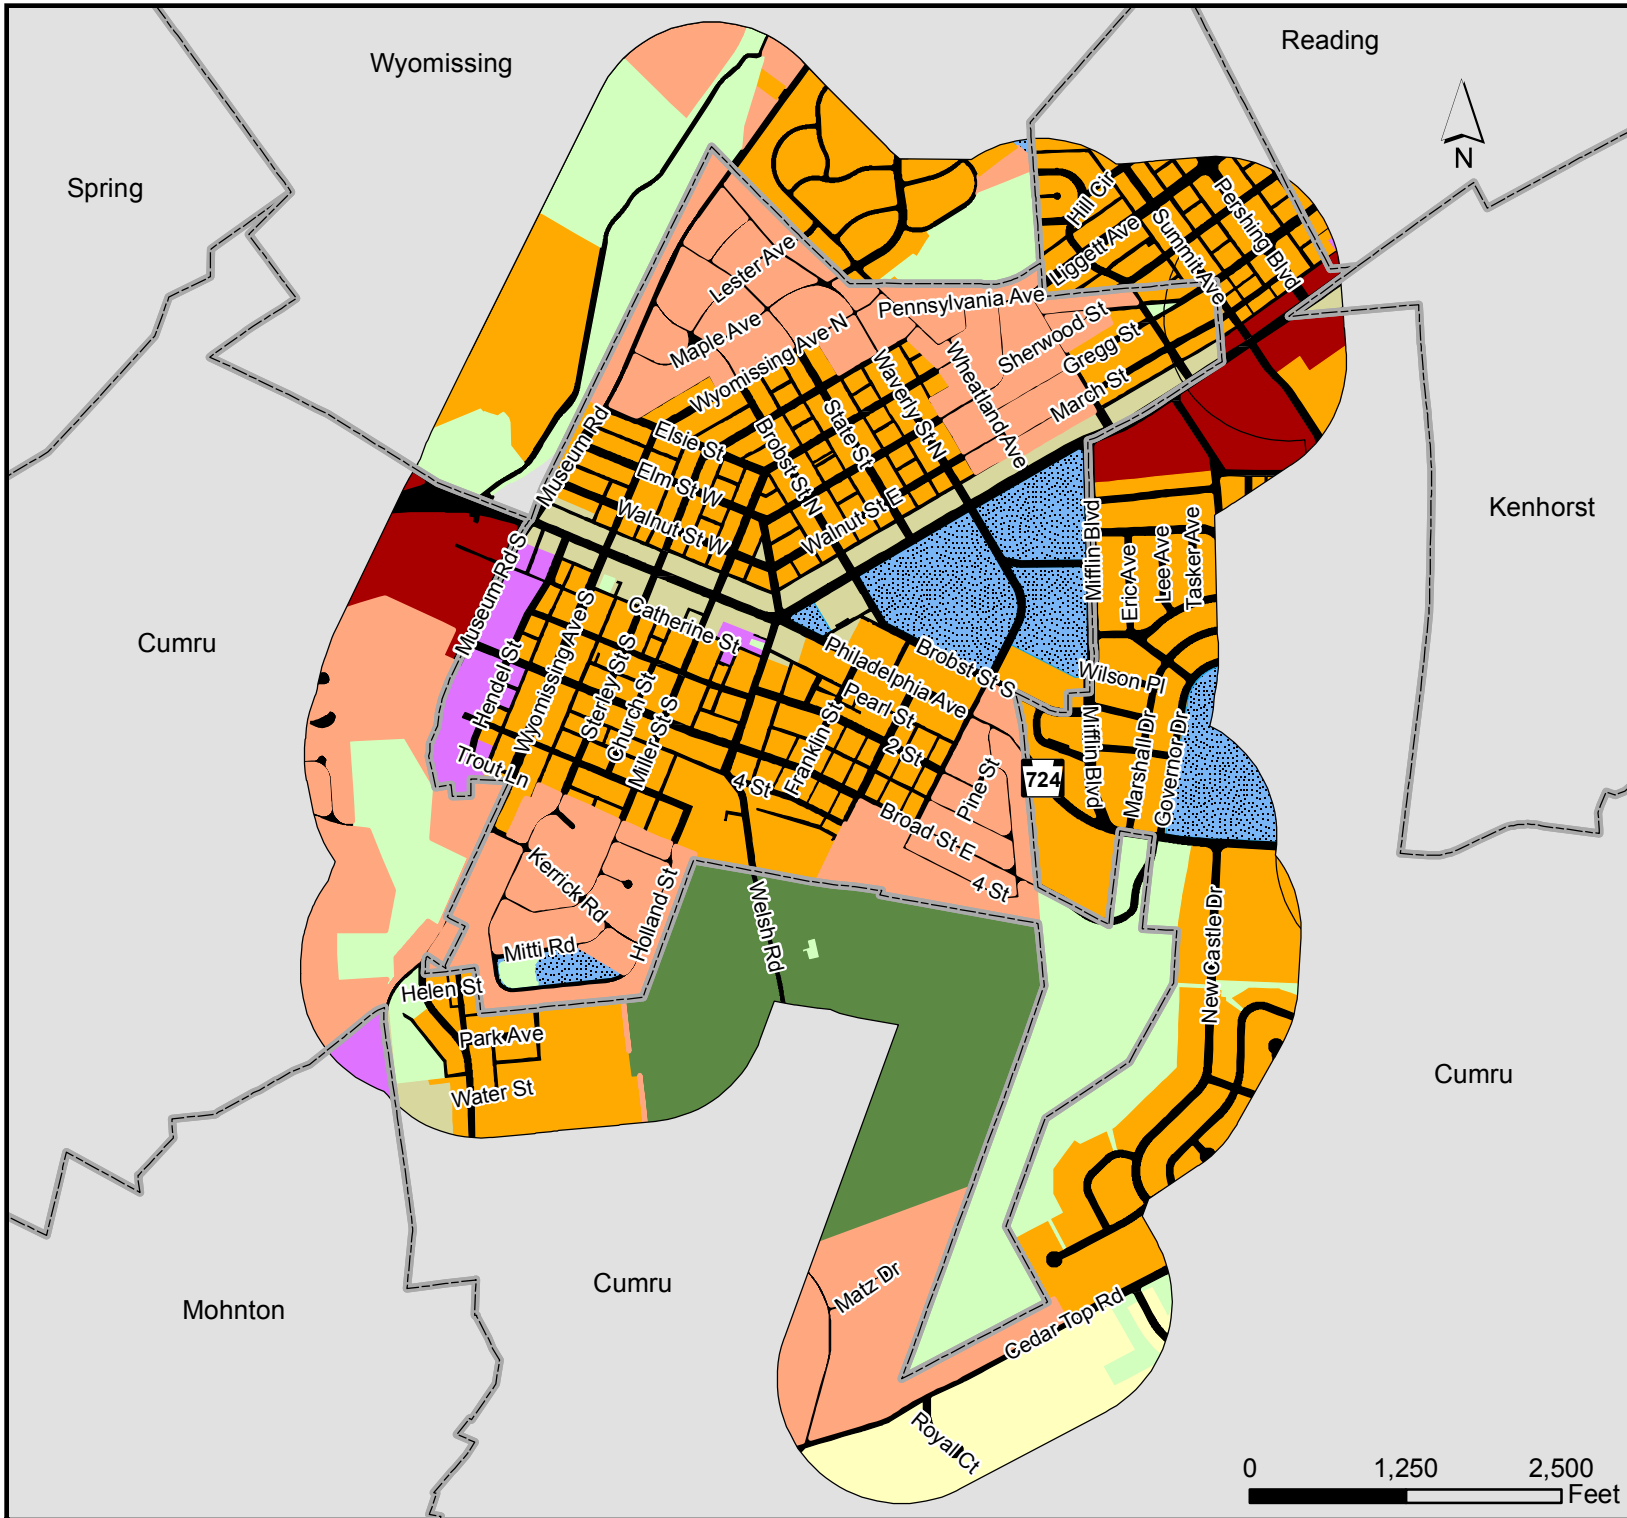 Reading
Wyomissing
N
Spring
Hill Cir
Pershing Blvd
Liggett Ave
Summit Ave
Lester Ave
Pennsylvania Ave
Sherwood St
Maple Ave
Wyomissing Ave N
Gregg St
Wheatland Ave
Waverly St N
March St
State St
Museum Rd
Elsie St
Brobst St N
Elm St W
Walnut St W
Walnut St E
Kenhorst
Mifflin Blvd
Eric Ave
Lee Ave
Tasker Ave
Museum Rd S
Catherine St
Cumru
Wyomissing Ave S
Hendel St
Sterley St S
Church St
Miller St S
Philadelphia Ave
Brobst St S
Wilson Pl
Pearl St
Franklin St
2 St
Trout Ln
4 St
Pine St
724
Mifflin Blvd
Marshall Dr
Governor Dr
Broad St E
4 St
Kerrick Rd
Holland St
Welsh Rd
New Castle Dr
Mitti Rd
Helen St
Park Ave
Water St
Cumru
Cumru
Matz Dr
Mohnton
Cedar Top Rd
Royal Ct
0 1,250 2,500
Feet